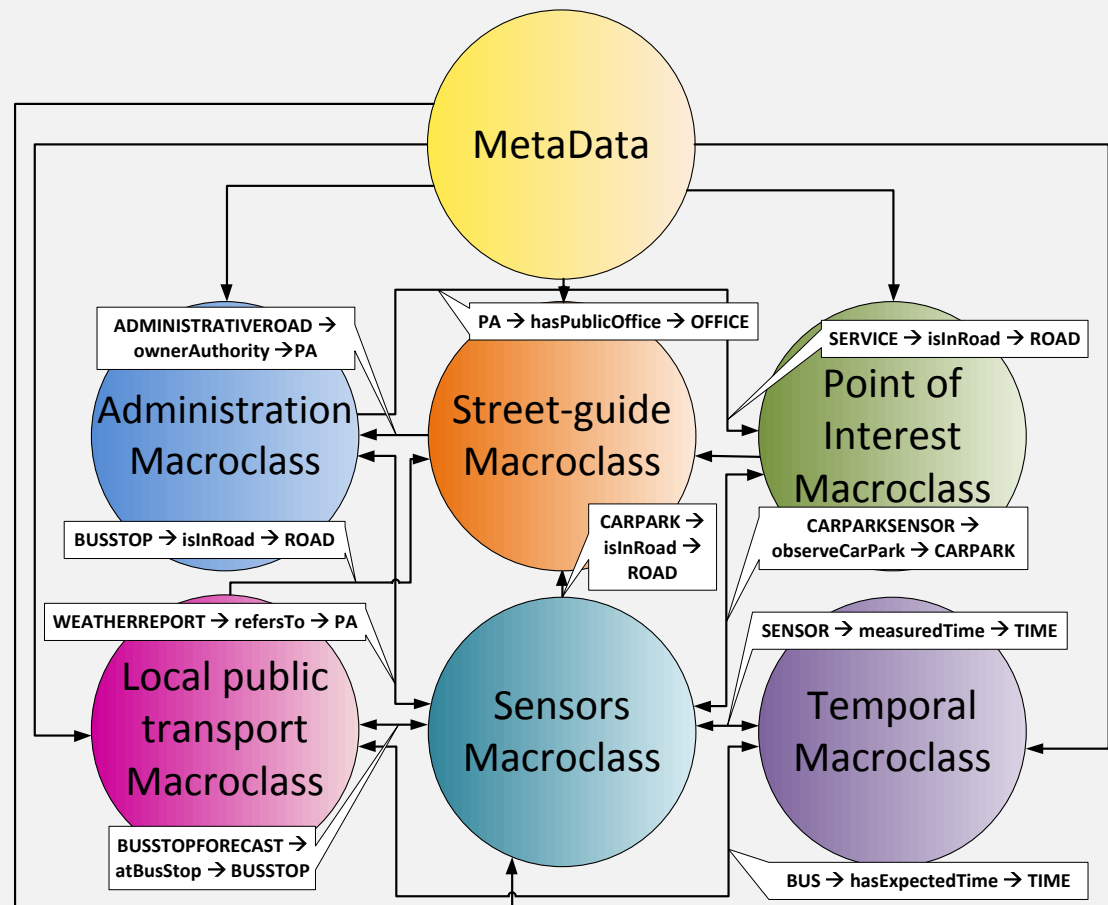 MetaData
ADMINISTRATIVEROAD →
ownerAuthority →PA
PA → hasPublicOffice → OFFICE
SERVICE → isInRoad → ROAD
Administration
Macroclass
Street-guide
Macroclass
Point of
Interest
Macroclass
BUSSTOP → isInRoad → ROAD
CARPARK →
isInRoad →
ROAD
CARPARKSENSOR →
observeCarPark → CARPARK
WEATHERREPORT → refersTo → PA
SENSOR → measuredTime → TIME
Local public
transport
Macroclass
Sensors
Macroclass
Temporal
Macroclass
BUSSTOPFORECAST →
atBusStop → BUSSTOP
BUS → hasExpectedTime → TIME